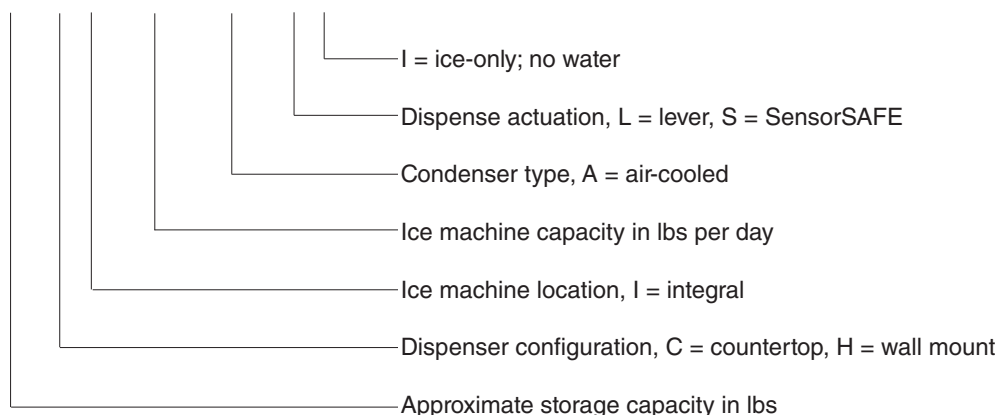 I = ice-only; no water
Dispense actuation, L = lever, S = SensorSAFE
Condenser type, A = air-cooled
Ice machine capacity in lbs per day
Ice machine location, I = integral
Dispenser configuration, C = countertop, H = wall mount
Approximate storage capacity in lbs